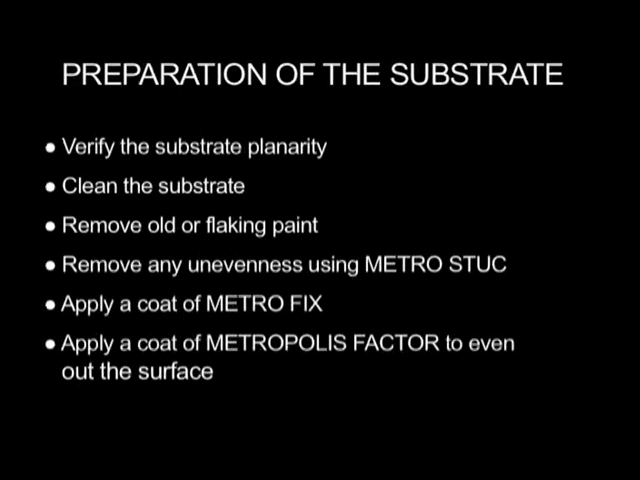 PREPARATION OF THE SUBSTRATE
● Verify the substrate planarity
● Clean the substrate
● Remove old or flaking paint
● Remove any unevenness using METRO STUC
● Apply a coat of METRO FIX
● Apply a coat of METROPOLIS FACTOR to even
out the surface